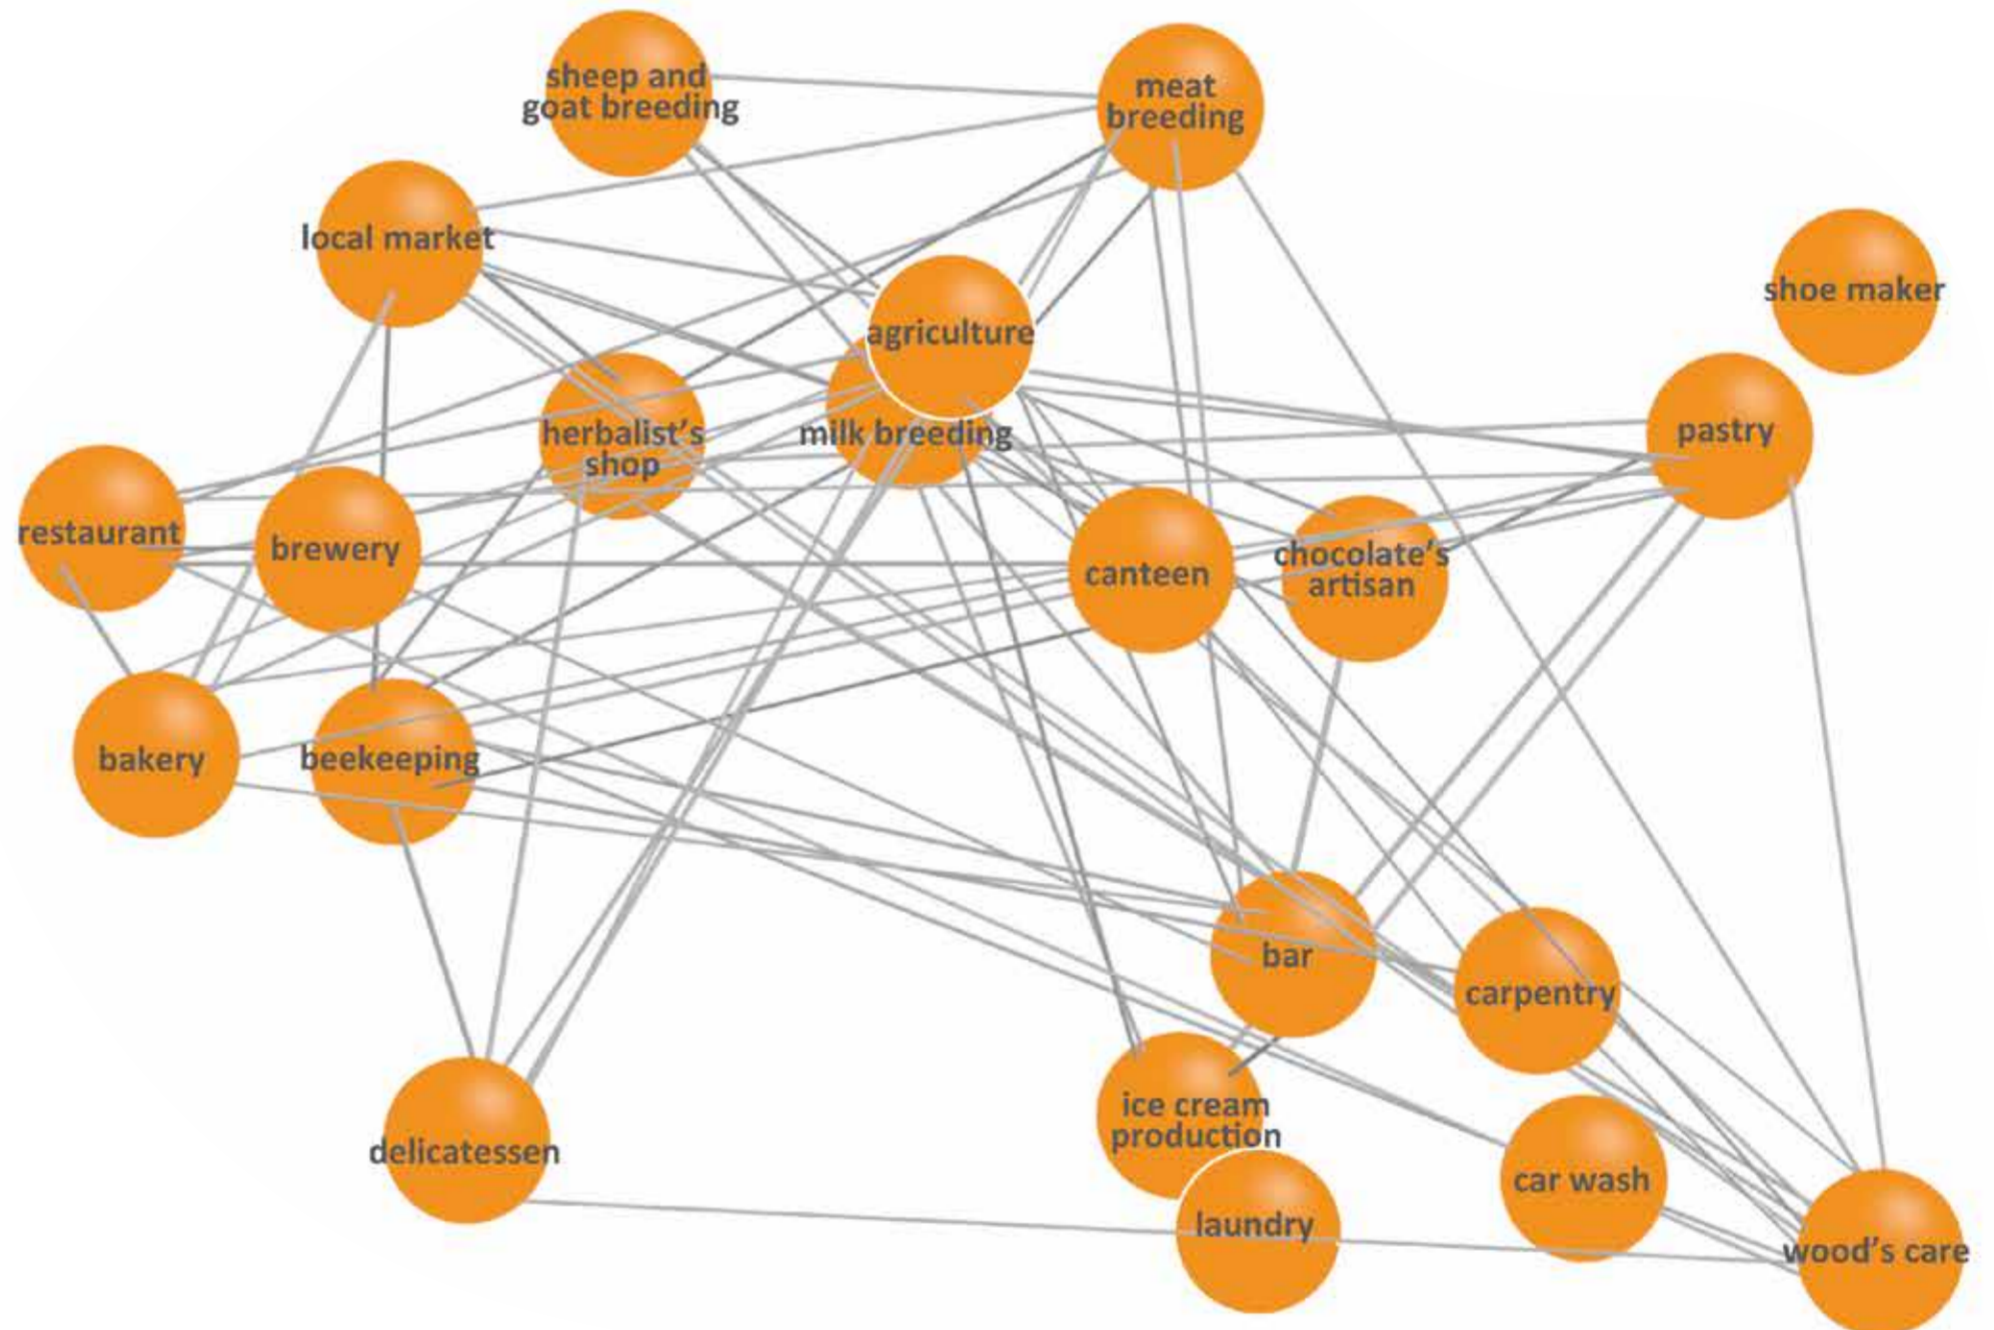 sheep and
goat breeding
meat
breeding
local market
shoe maker
agriculture
herbalist's
shop
milk breeding
pastry
restaurant
brewery
canteen
chocolate's
artisan
bakery
beekeeping
bar
carpentry
ice cream
production
delicatessen
car wash
laundry
wood's care